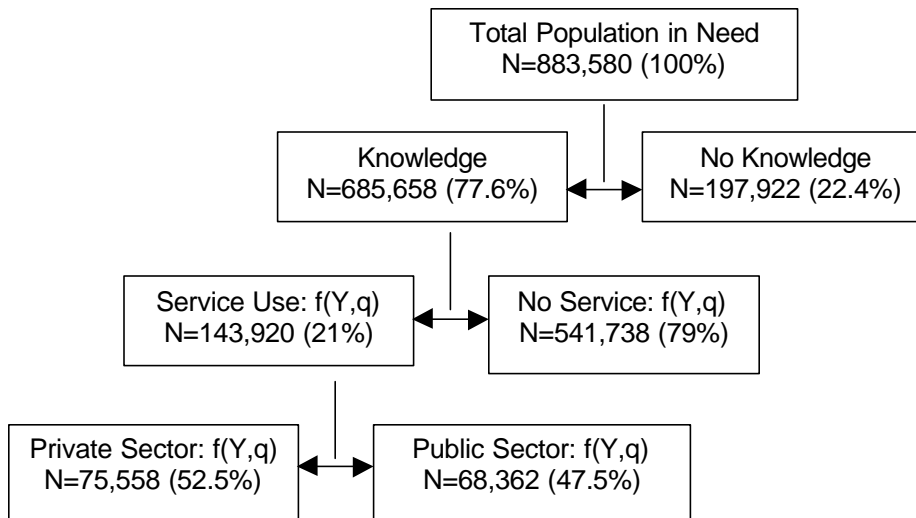 Total Population in Need
N=883,580 (100%)
Knowledge
N=685,658 (77.6%)
No Knowledge
N=197,922 (22.4%)
Service Use: f(Y,q)
N=143,920 (21%)
No Service: f(Y,q)
N=541,738 (79%)
Private Sector: f(Y,q)
N=75,558 (52.5%)
Public Sector: f(Y,q)
N=68,362 (47.5%)